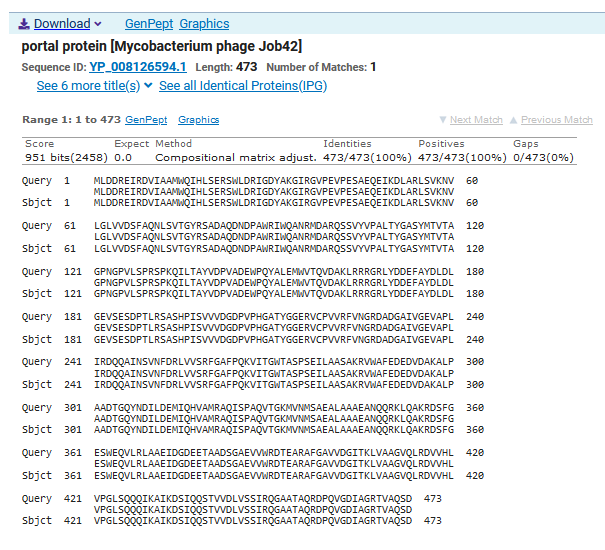 Download GenPept Graphics
portal protein [Mycobacterium phage Job42]
Sequence ID: YP_008126594.1 Length: 473 Number of Matches: 1
See 6 more title(s) See all Identical Proteins(IPG)
Range 1: 1 to 473 GenPept Graphics Next Match Previous Match
Score Expect Method Identities Positives Gaps
951 bits(2458) 0.0 Compositional matrix adjust. 473/473(100%) 473/473(100%) 0/473(0%)
Query 1 MLDDREIRDVIAAMWQIHLSERSWLDRIGDYAKGIRGVPEVPESAEQEIKDLARLSVKNV 60
MLDDREIRDVIAAMWQIHLSERSWLDRIGDYAKGIRGVPEVPESAEQEIKDLARLSVKNV
Sbjct 1 MLDDREIRDVIAAMWQIHLSERSWLDRIGDYAKGIRGVPEVPESAEQEIKDLARLSVKNV 60
Query 61 LGLVVDSFAQNLSVTGYRSADAQDNDPAWRIWQANRMDARQSSVYVPALTYGASYMTVTA 120
LGLVVDSFAQNLSVTGYRSADAQDNDPAWRIWQANRMDARQSSVYVPALTYGASYMTVTA
Sbjct 61 LGLVVDSFAQNLSVTGYRSADAQDNDPAWRIWQANRMDARQSSVYVPALTYGASYMTVTA 120
Query 121 GPNGPVLSPRSPKQILTAYVDPVADEWPQYALEMWVTQVDAKLRRRGRLYDDEFAYDLDL 180
GPNGPVLSPRSPKQILTAYVDPVADEWPQYALEMWVTQVDAKLRRRGRLYDDEFAYDLDL
Sbjct 121 GPNGPVLSPRSPKQILTAYVDPVADEWPQYALEMWVTQVDAKLRRRGRLYDDEFAYDLDL 180
Query 181 GEVSESDPTLRSASHPISVVVDGDPVPHGATYGGERVCPVVRFVNGRDADGAIVGEVAPL 240
GEVSESDPTLRSASHPISVVVDGDPVPHGATYGGERVCPVVRFVNGRDADGAIVGEVAPL
Sbjct 181 GEVSESDPTLRSASHPISVVVDGDPVPHGATYGGERVCPVVRFVNGRDADGAIVGEVAPL 240
Query 241 IRDQQAINSVNFDRLVVSRFGAFPQKVITGWTASPSEILAASAKRVWAFEDEDVDAKALP 300
IRDQQAINSVNFDRLVVSRFGAFPQKVITGWTASPSEILAASAKRVWAFEDEDVDAKALP
Sbjct 241 IRDQQAINSVNFDRLVVSRFGAFPQKVITGWTASPSEILAASAKRVWAFEDEDVDAKALP 300
Query 301 AADTGQYNDILDEMIQHVAMRAQISPAQVTGKMVNMSAEALAAAEANQQRKLQAKRDSFG 360
AADTGQYNDILDEMIQHVAMRAQISPAQVTGKMVNMSAEALAAAEANQQRKLQAKRDSFG
Sbjct 301 AADTGQYNDILDEMIQHVAMRAQISPAQVTGKMVNMSAEALAAAEANQQRKLQAKRDSFG 360
Query 361 ESWEQVLRLAAEIDGDEETAADSGAEVVWRDTEARAFGAVVDGITKLVAAGVQLRDVVHL 420
ESWEQVLRLAAEIDGDEETAADSGAEVVWRDTEARAFGAVVDGITKLVAAGVQLRDVVHL
Sbjct 361 ESWEQVLRLAAEIDGDEETAADSGAEVVWRDTEARAFGAVVDGITKLVAAGVQLRDVVHL 420
Query 421 VPGLSQQQIKAIKDSIQQSTVVDLVSSIRQGAATAQRDPQVGDIAGRTVAQSD 473
VPGLSQQQIKAIKDSIQQSTVVDLVSSIRQGAATAQRDPQVGDIAGRTVAQSD
Sbjct 421 VPGLSQQQIKAIKDSIQQSTVVDLVSSIRQGAATAQRDPQVGDIAGRTVAQSD 473